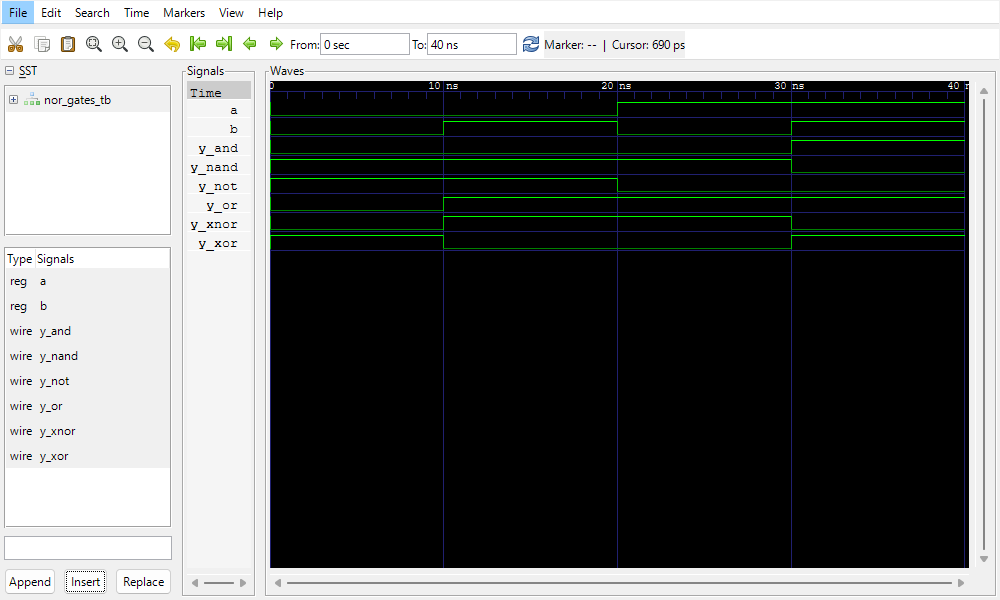 File Edit Search Time Markers View Help
From: 0 sec To: 40 ns Marker: -- | Cursor: 690 ps
SST
nor_gates_tb
Type Signals
reg a
reg b
wire y_and
wire y_nand
wire y_not
wire y_or
wire y_xnor
wire y_xor
Append Insert Replace
Signals
Time
a
b
y_and
y_nand
y_not
y_or
y_xnor
y_xor
Waves
0 10 ns 20 ns 30 ns 40 n